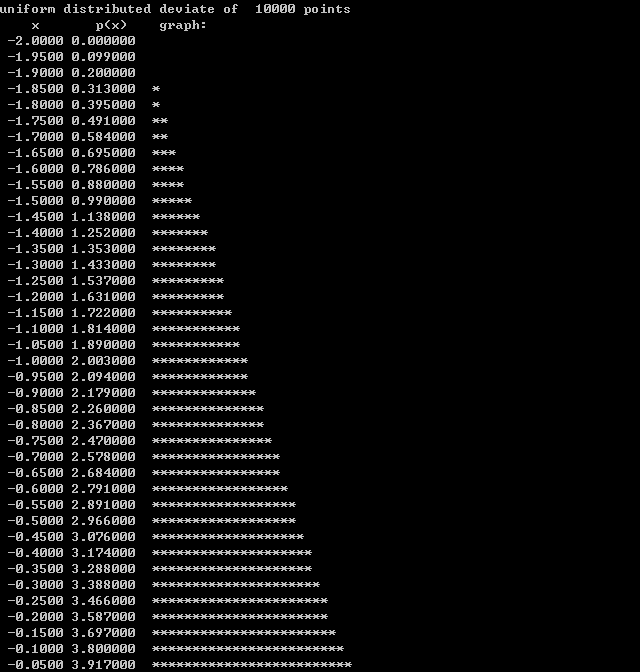 uniform distributed deviate of  10000 points
    x       p(x)    graph:
 -2.0000 0.000000
 -1.9500 0.099000
 -1.9000 0.200000
 -1.8500 0.313000  *
 -1.8000 0.395000  *
 -1.7500 0.491000  **
 -1.7000 0.584000  **
 -1.6500 0.695000  ***
 -1.6000 0.786000  ****
 -1.5500 0.880000  ****
 -1.5000 0.990000  *****
 -1.4500 1.138000  ******
 -1.4000 1.252000  *******
 -1.3500 1.353000  ********
 -1.3000 1.433000  ********
 -1.2500 1.537000  *********
 -1.2000 1.631000  *********
 -1.1500 1.722000  **********
 -1.1000 1.814000  ***********
 -1.0500 1.890000  ***********
 -1.0000 2.003000  ************
 -0.9500 2.094000  ************
 -0.9000 2.179000  *************
 -0.8500 2.260000  **************
 -0.8000 2.367000  **************
 -0.7500 2.470000  ***************
 -0.7000 2.578000  ****************
 -0.6500 2.684000  ****************
 -0.6000 2.791000  *****************
 -0.5500 2.891000  ******************
 -0.5000 2.966000  ******************
 -0.4500 3.076000  *******************
 -0.4000 3.174000  ********************
 -0.3500 3.288000  ********************
 -0.3000 3.388000  *********************
 -0.2500 3.466000  **********************
 -0.2000 3.587000  **********************
 -0.1500 3.697000  ***********************
 -0.1000 3.800000  ************************
 -0.0500 3.917000  *************************